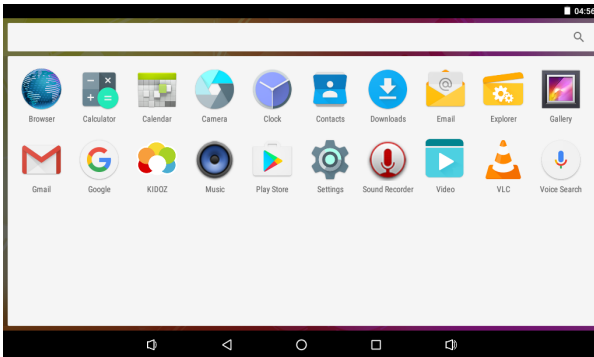 04:56
Browser Calculator Calendar Camera Clock Contacts Downloads Email Explorer Gallery
Gmail Google KIDOZ Music Play Store Settings Sound Recorder Video VLC Voice Search